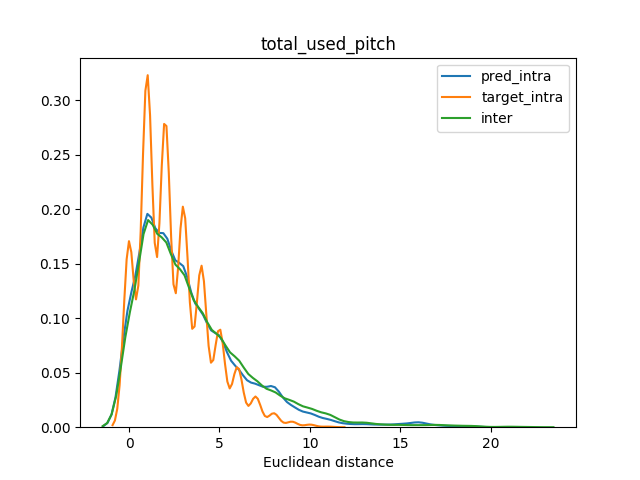 total_used_pitch
pred_intra
target_intra
inter
0.30
0.25
0.20
0.15
0.10
0.05
0.00
0 5 10 15 20
Euclidean distance